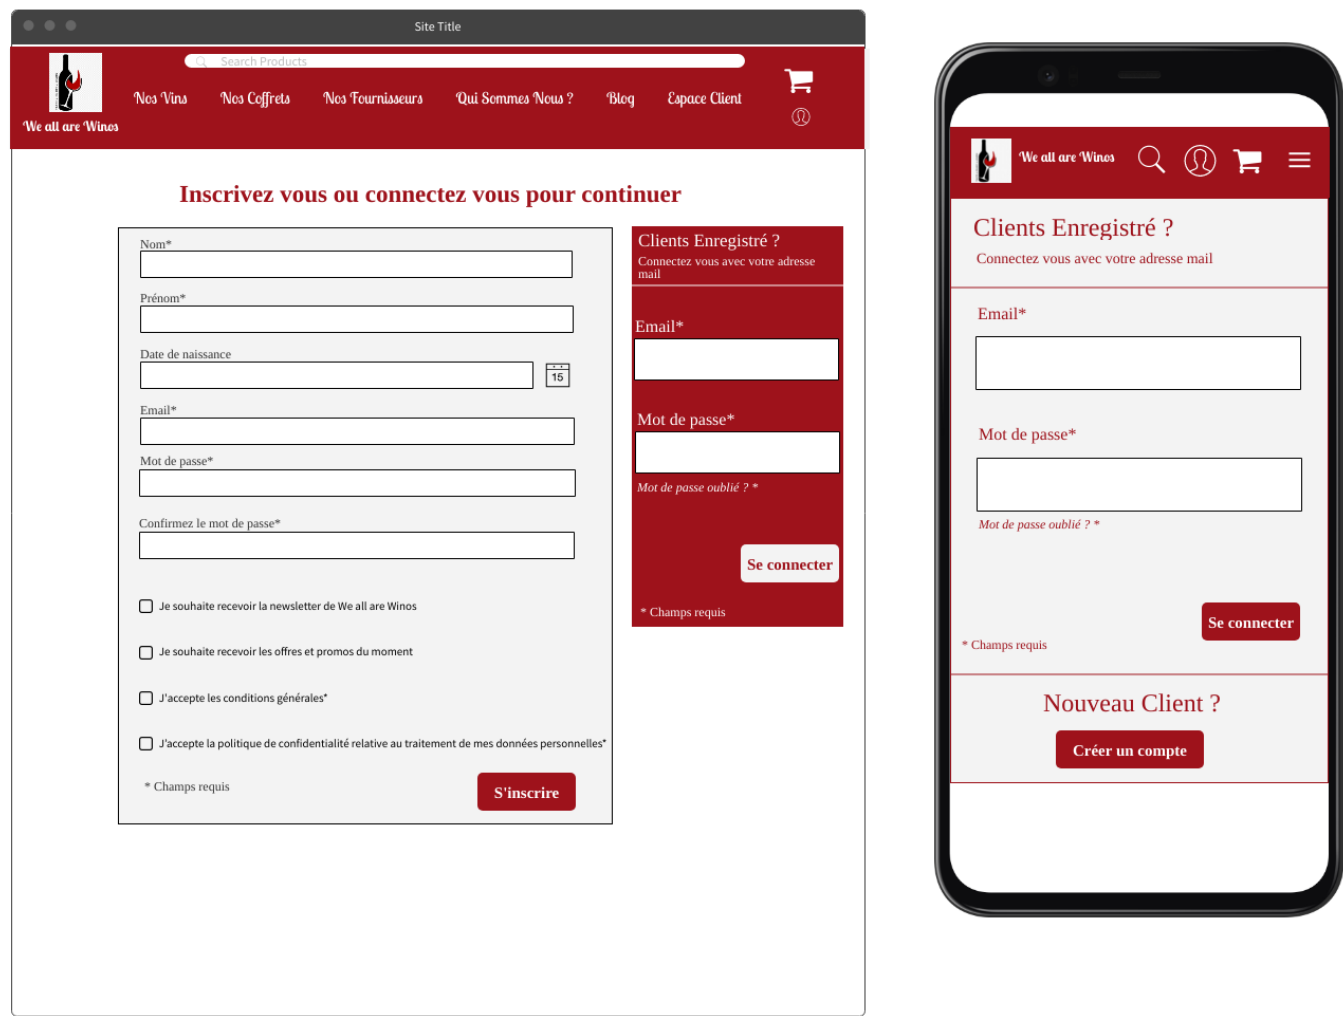 Site Title
Search Products
Nos Vins
Nos Coffrets
Nos Fournisseurs
Qui Sommes Nous ?
Blog
Espace Client
We all are Winos
Inscrivez vous ou connectez vous pour continuer
Nom*
Prénom*
Date de naissance
15
Email*
Mot de passe*
Confirmez le mot de passe*
Je souhaite recevoir la newsletter de We all are Winos
Je souhaite recevoir les offres et promos du moment
J'accepte les conditions générales*
J'accepte la politique de confidentialité relative au traitement de mes données personnelles*
* Champs requis
S'inscrire
Clients Enregistré ?
Connectez vous avec votre adresse
mail
Email*
Mot de passe*
Mot de passe oublié ? *
Se connecter
* Champs requis
We all are Winos
Clients Enregistré ?
Connectez vous avec votre adresse mail
Email*
Mot de passe*
Mot de passe oublié ? *
Se connecter
* Champs requis
Nouveau Client ?
Créer un compte